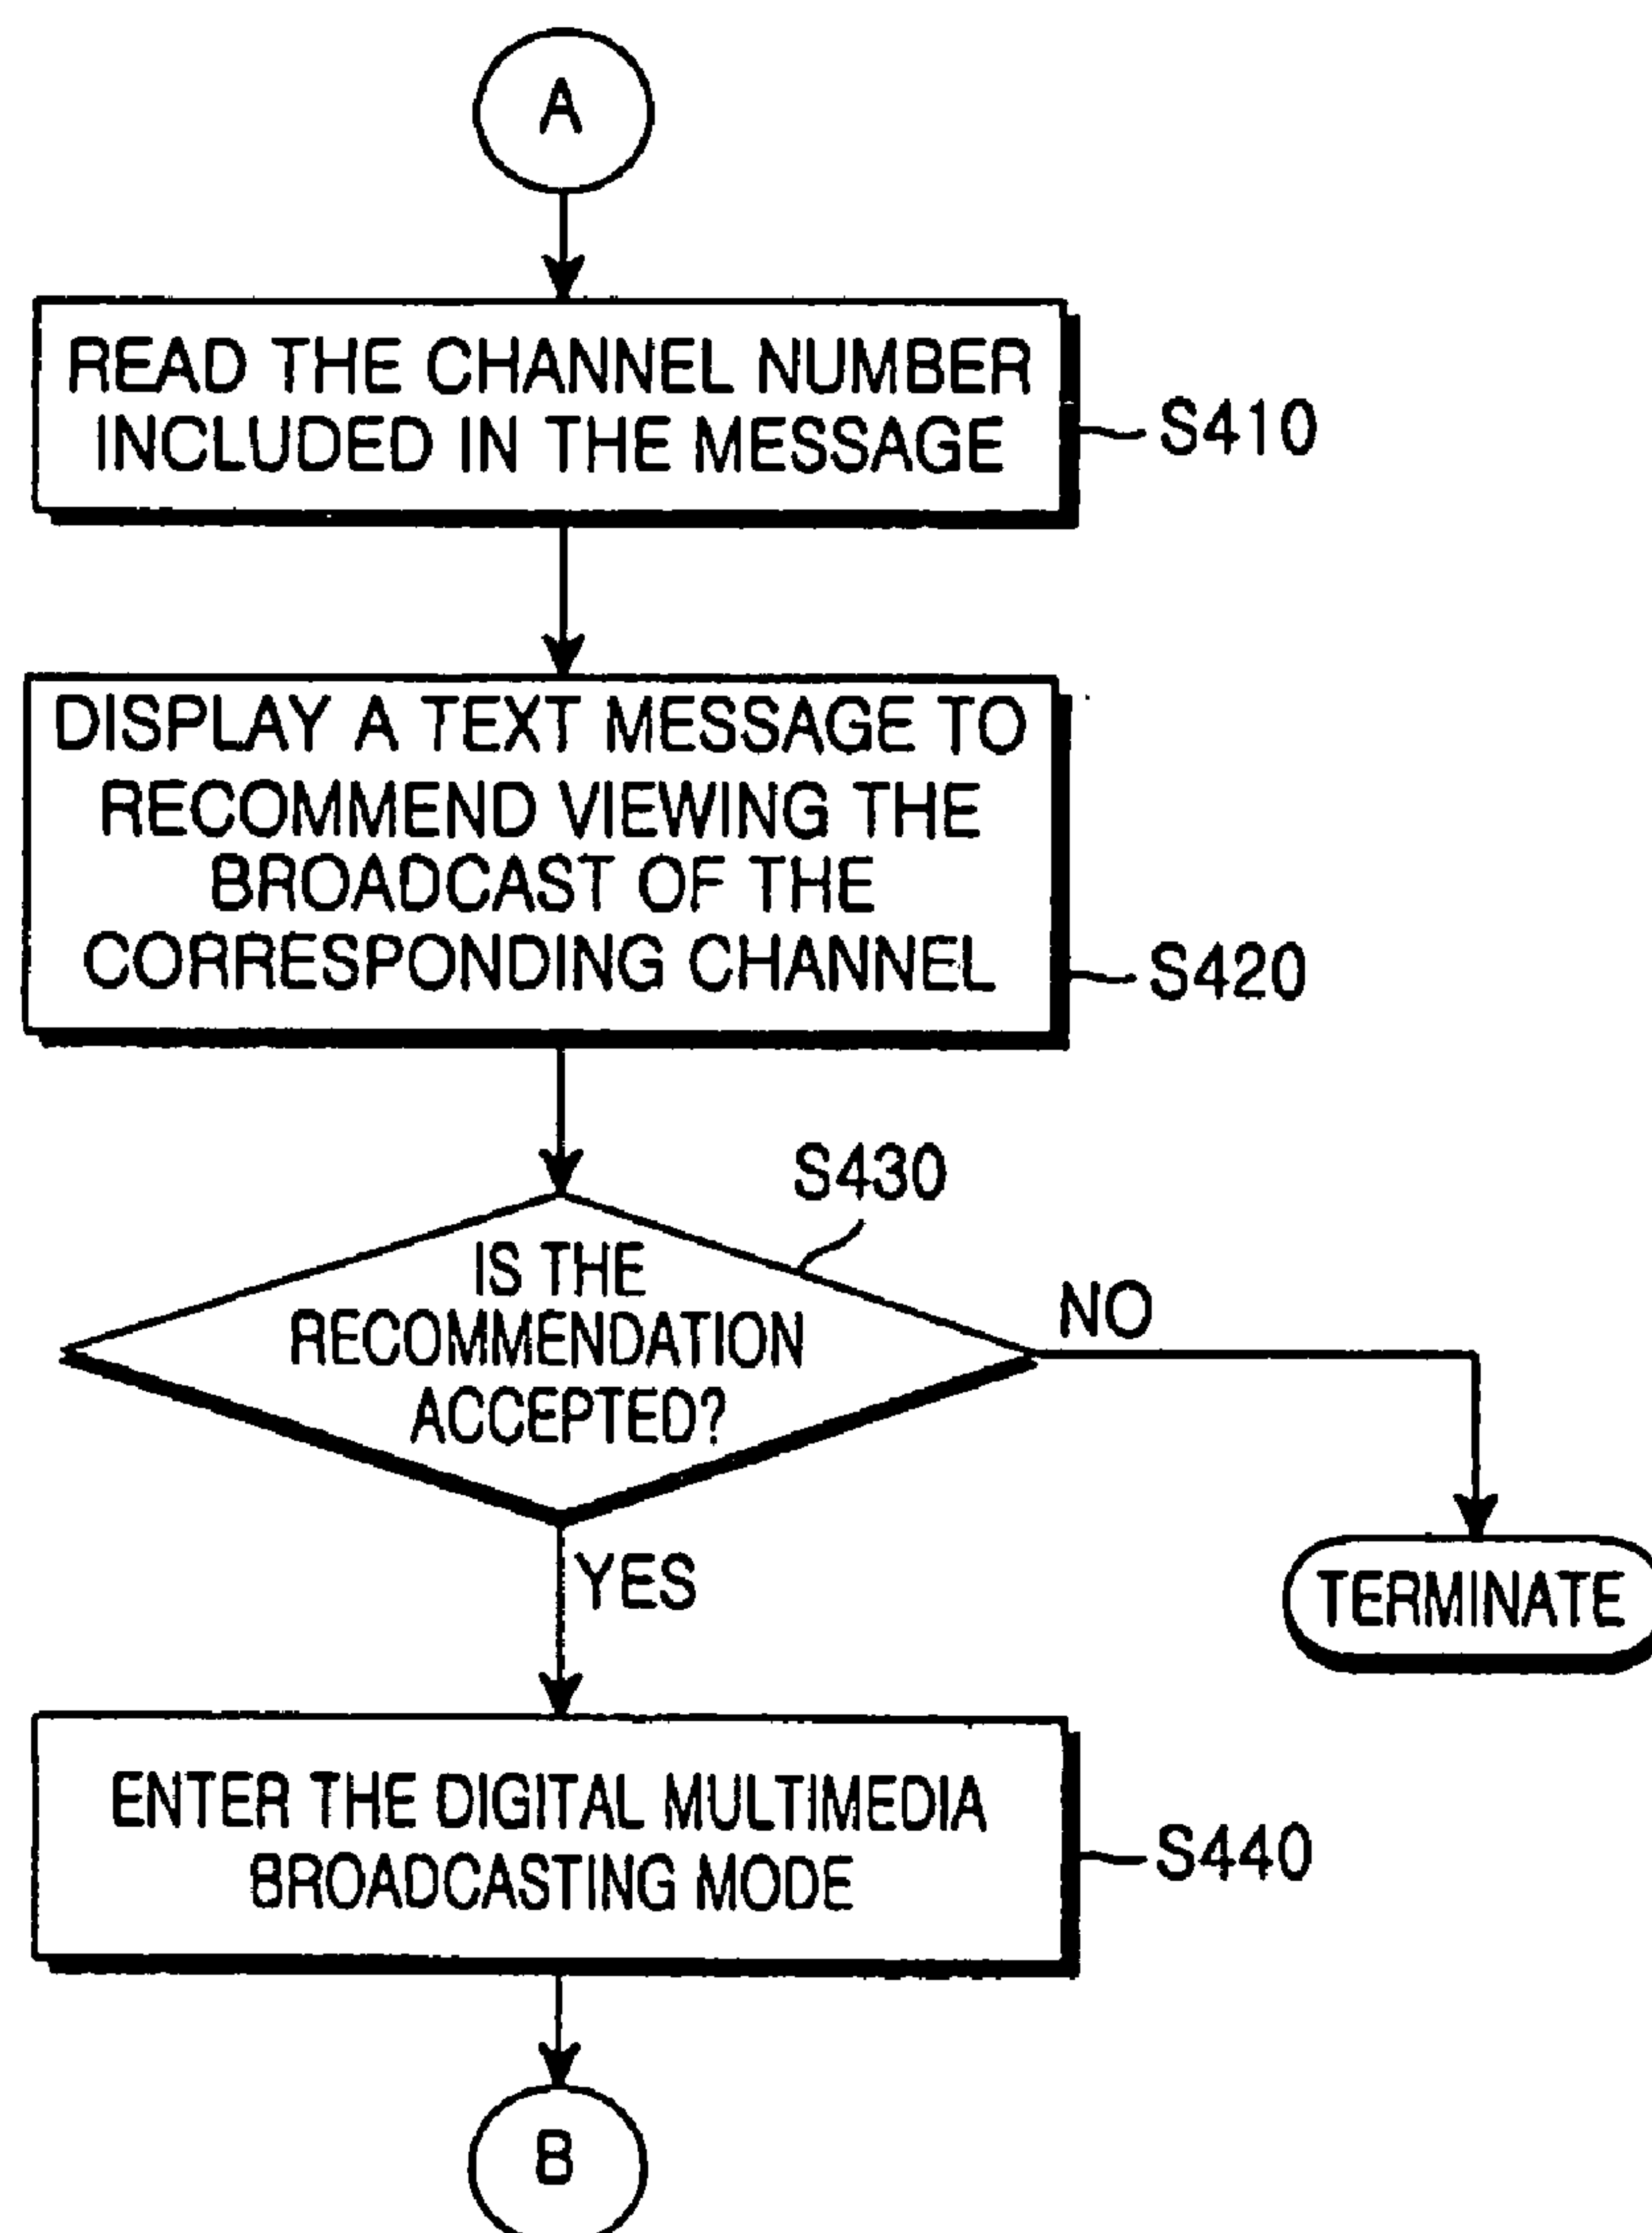 A
READ THE CHANNEL NUMBER
INCLUDED IN THE MESSAGE
S410
DISPLAY A TEXT MESSAGE TO
RECOMMEND VIEWING THE
BROADCAST OF THE
CORRESPONDING CHANNEL
S420
S430
IS THE
RECOMMENDATION
ACCEPTED?
NO
YES
TERMINATE
ENTER THE DIGITAL MULTIMEDIA
BROADCASTING MODE
S440
B